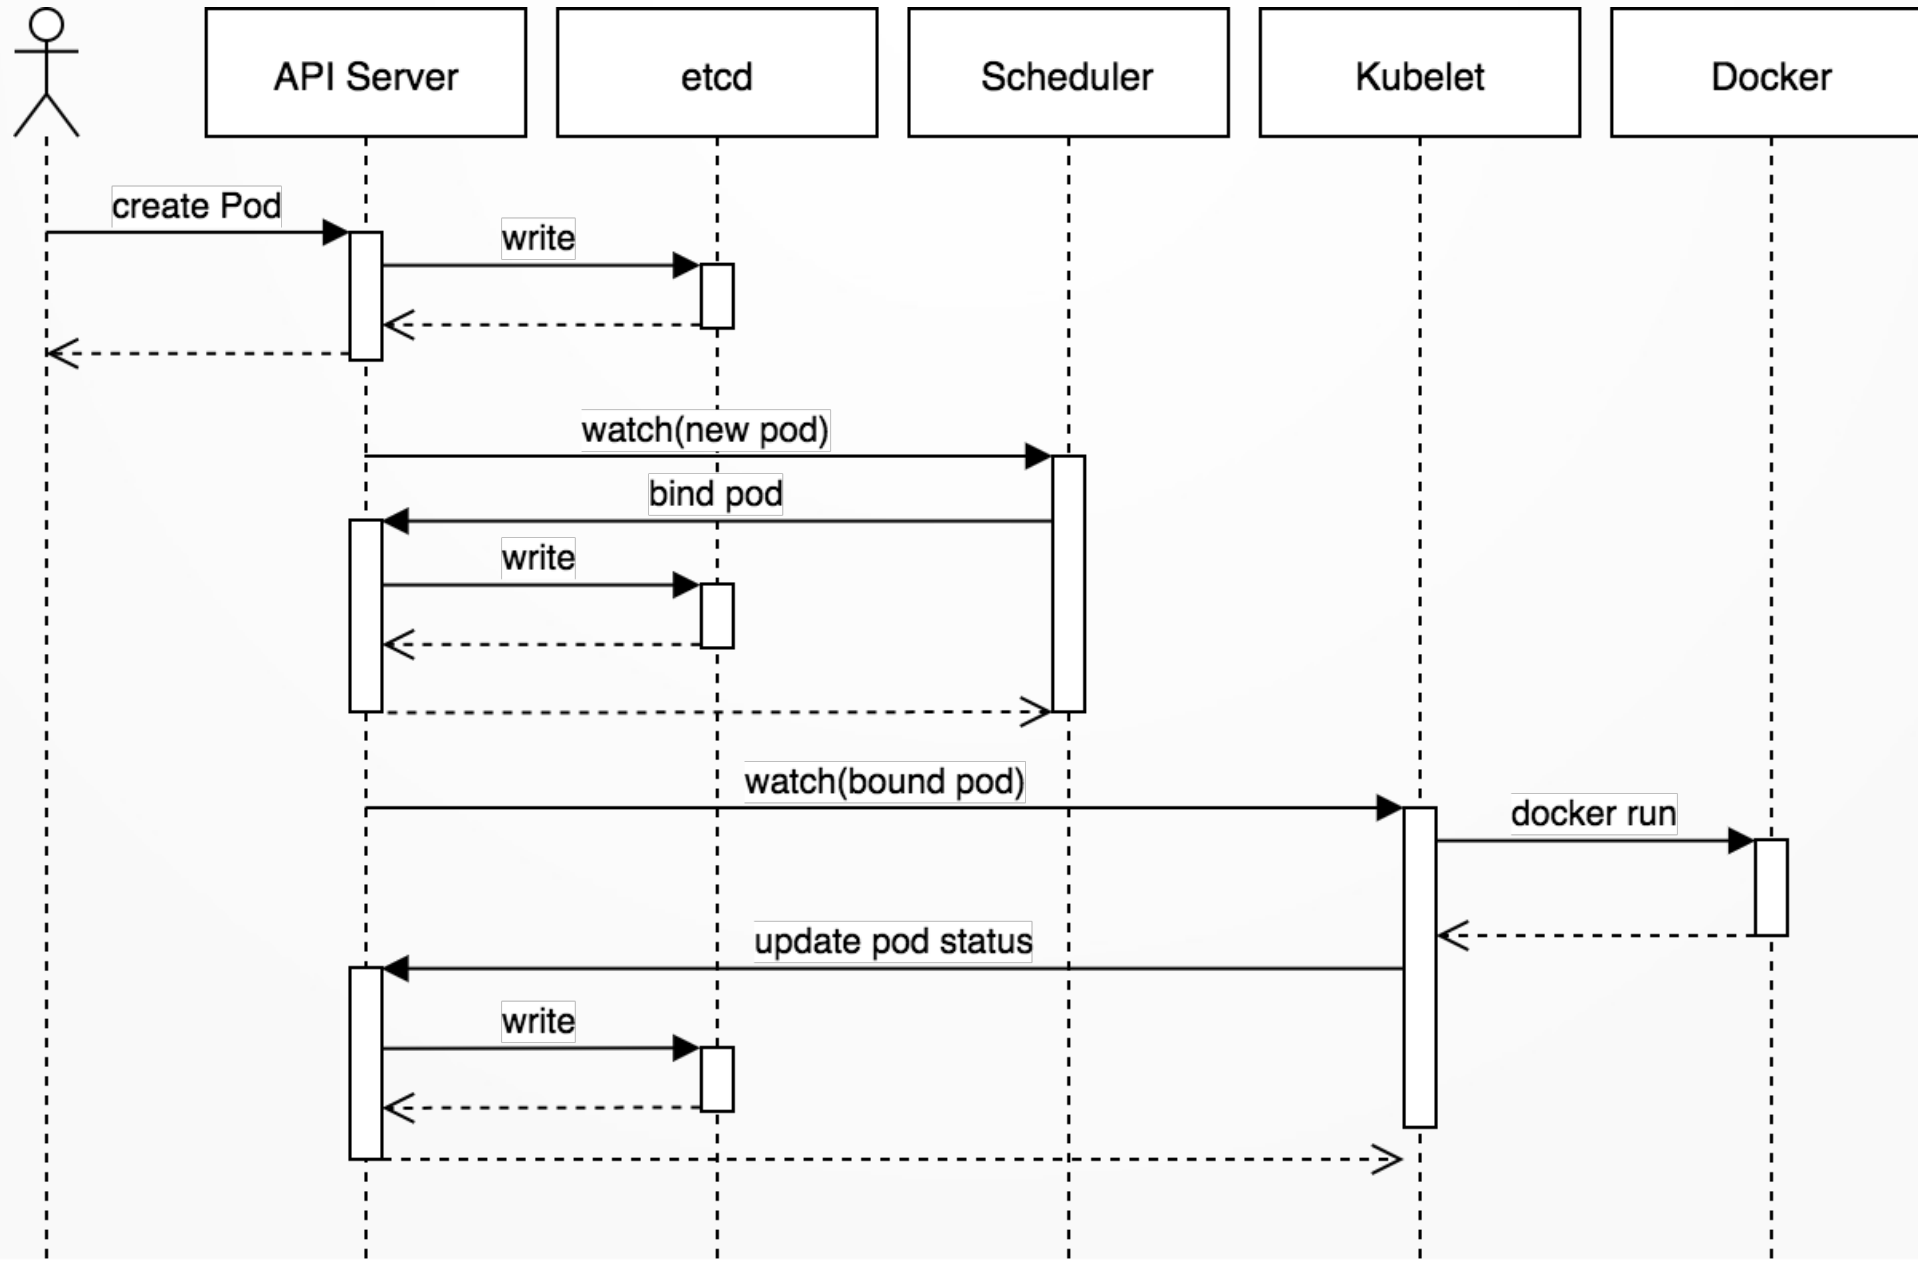 API Server
etcd
Scheduler
Kubelet
Docker
create Pod
write
watch(new pod)
bind pod
write
watch(bound pod)
docker run
update pod status
write